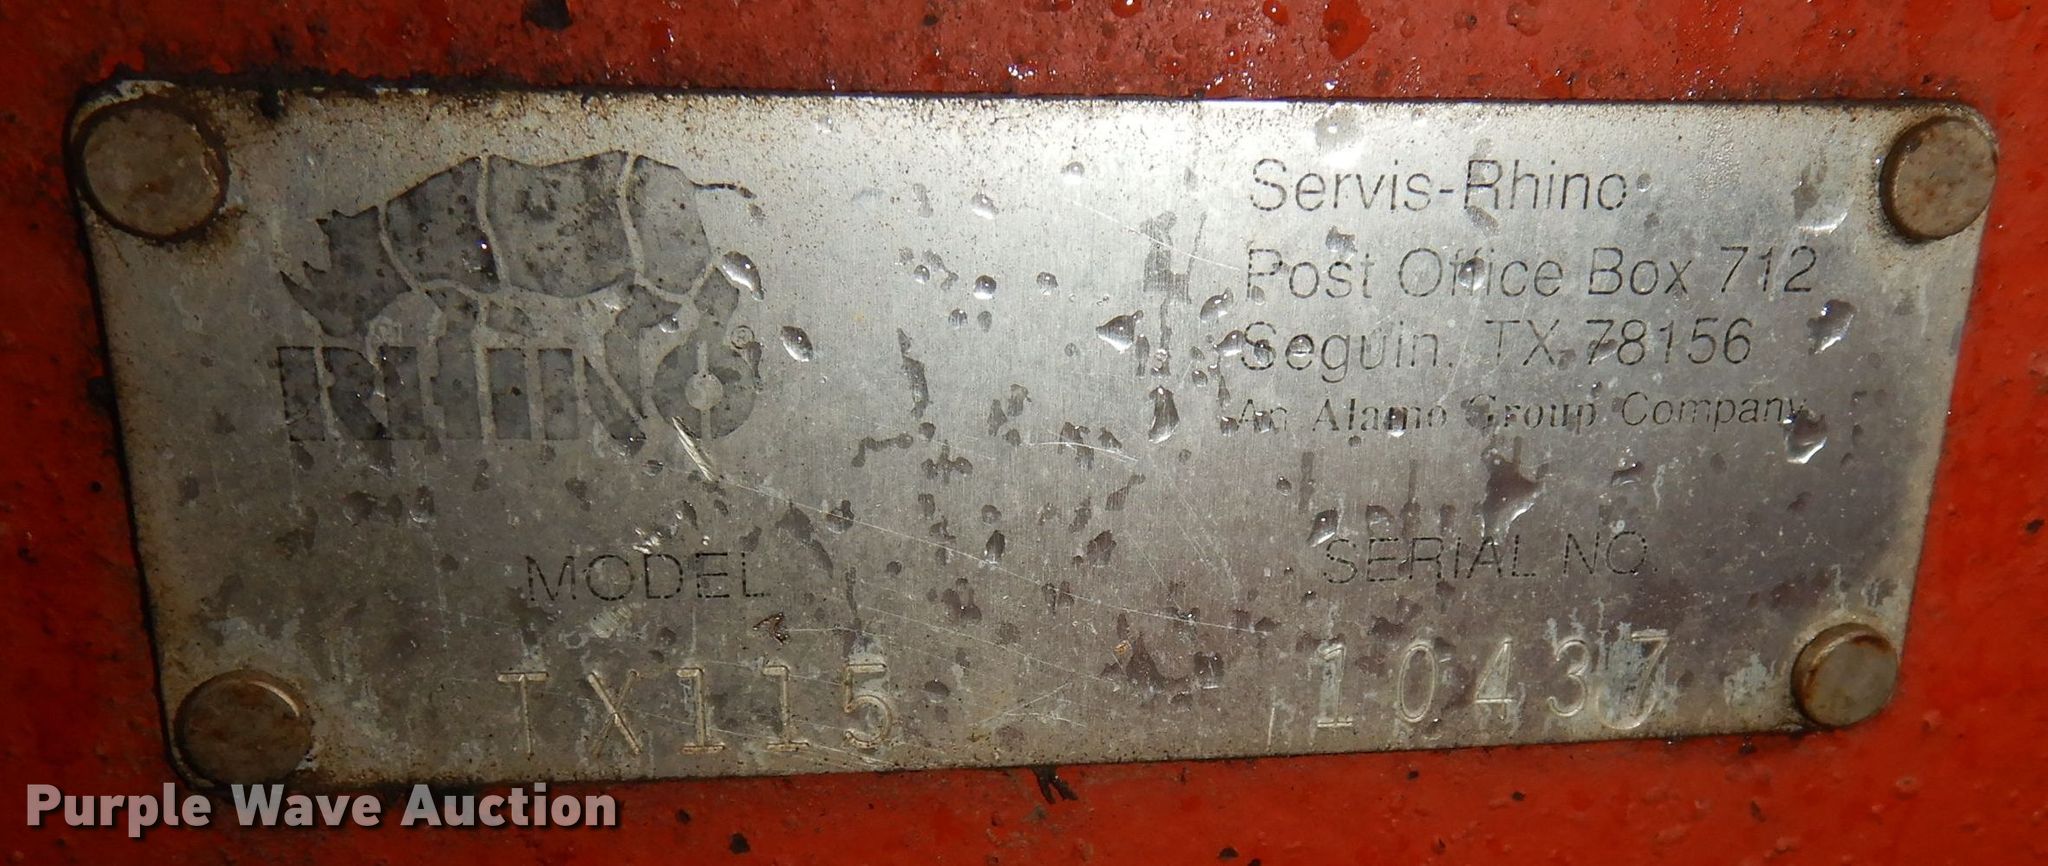 RHINO®
Servis-Rhino
Post Office Box 712
Seguin, TX 78156
An Alamo Group Company
MODEL
SERIAL NO.
TX115
10437
Purple Wave Auction